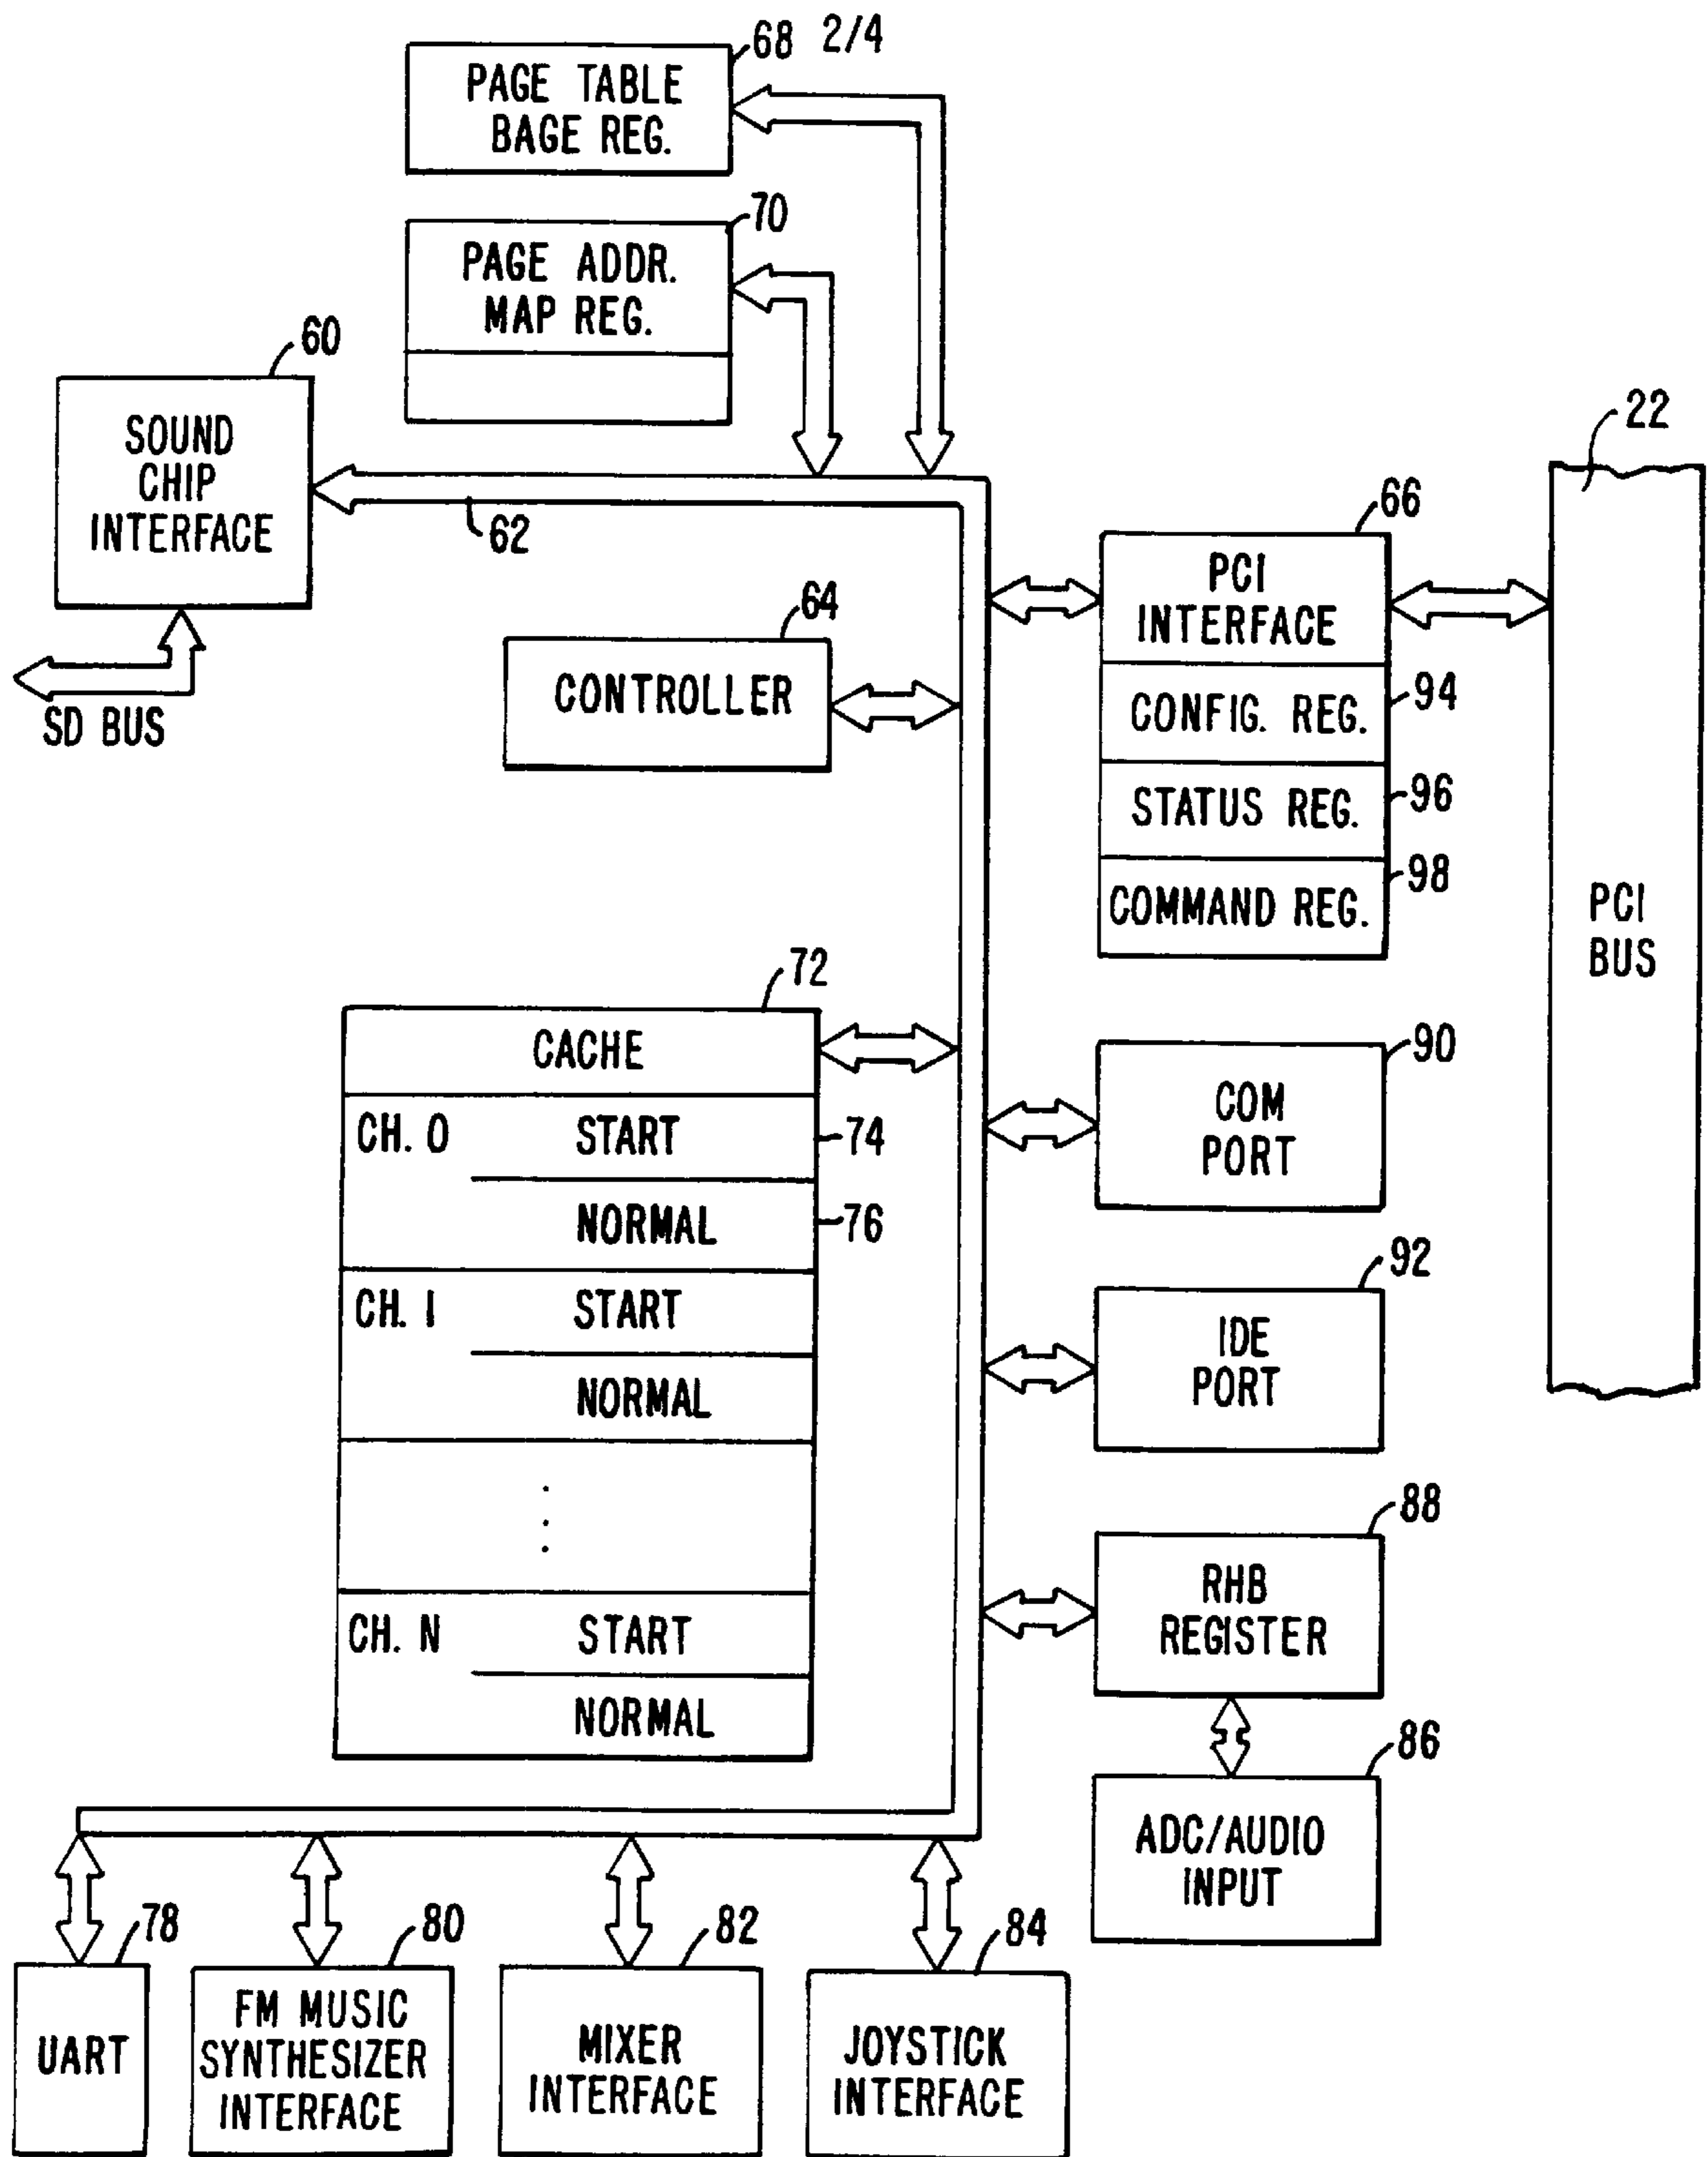 68 2/4
PAGE TABLE
BAGE REG.
70
PAGE ADDR.
MAP REG.
60
SOUND
CHIP
INTERFACE
62
SD BUS
64
CONTROLLER
22
66
PCI
INTERFACE
CONFIG. REG.
94
STATUS REG.
96
COMMAND REG.
98
PCI
BUS
72
CACHE
CH. 0 START
74
NORMAL
76
CH. 1 START
NORMAL
.
.
.
CH. N START
NORMAL
90
COM
PORT
92
IDE
PORT
88
RHB
REGISTER
86
ADC/AUDIO
INPUT
78
UART
80
FM MUSIC
SYNTHESIZER
INTERFACE
82
MIXER
INTERFACE
84
JOYSTICK
INTERFACE